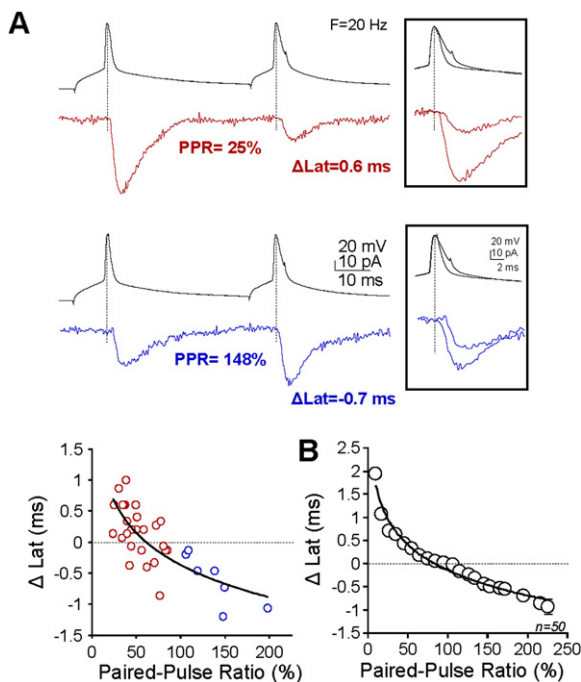 A
F=20 Hz
PPR= 25%
ΔLat=0.6 ms
20 mV
10 pA
10 ms
20 mV
10 pA
2 ms
PPR= 148%
ΔLat=-0.7 ms
Δ Lat (ms)
1.5
1
0.5
0
-0.5
-1
-1.5
0 50 100 150 200
Paired-Pulse Ratio (%)
B
Δ Lat (ms)
2.5
2
1.5
1
0.5
0
-0.5
-1
-1.5
n=50
0 50 100 150 200 250
Paired-Pulse Ratio (%)